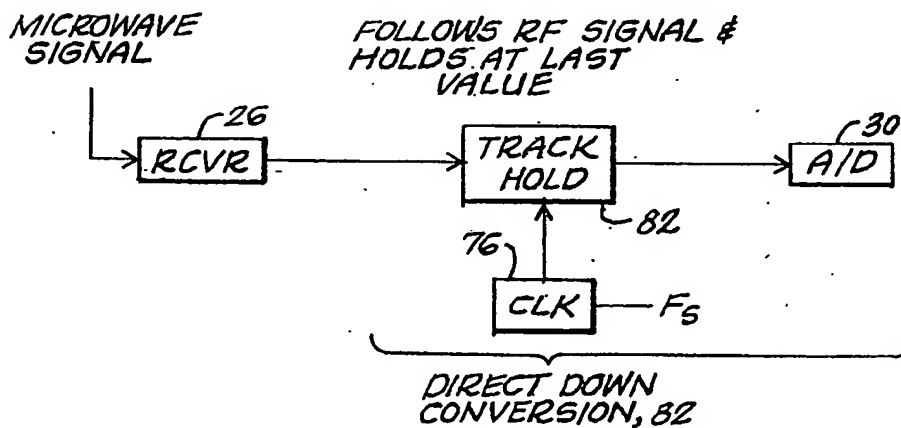 MICROWAVE
SIGNAL
FOLLOWS RF SIGNAL &
HOLDS AT LAST
VALUE
26
RCVR
TRACK
HOLD
82
30
A/D
76
CLK
FS
DIRECT DOWN
CONVERSION, 82